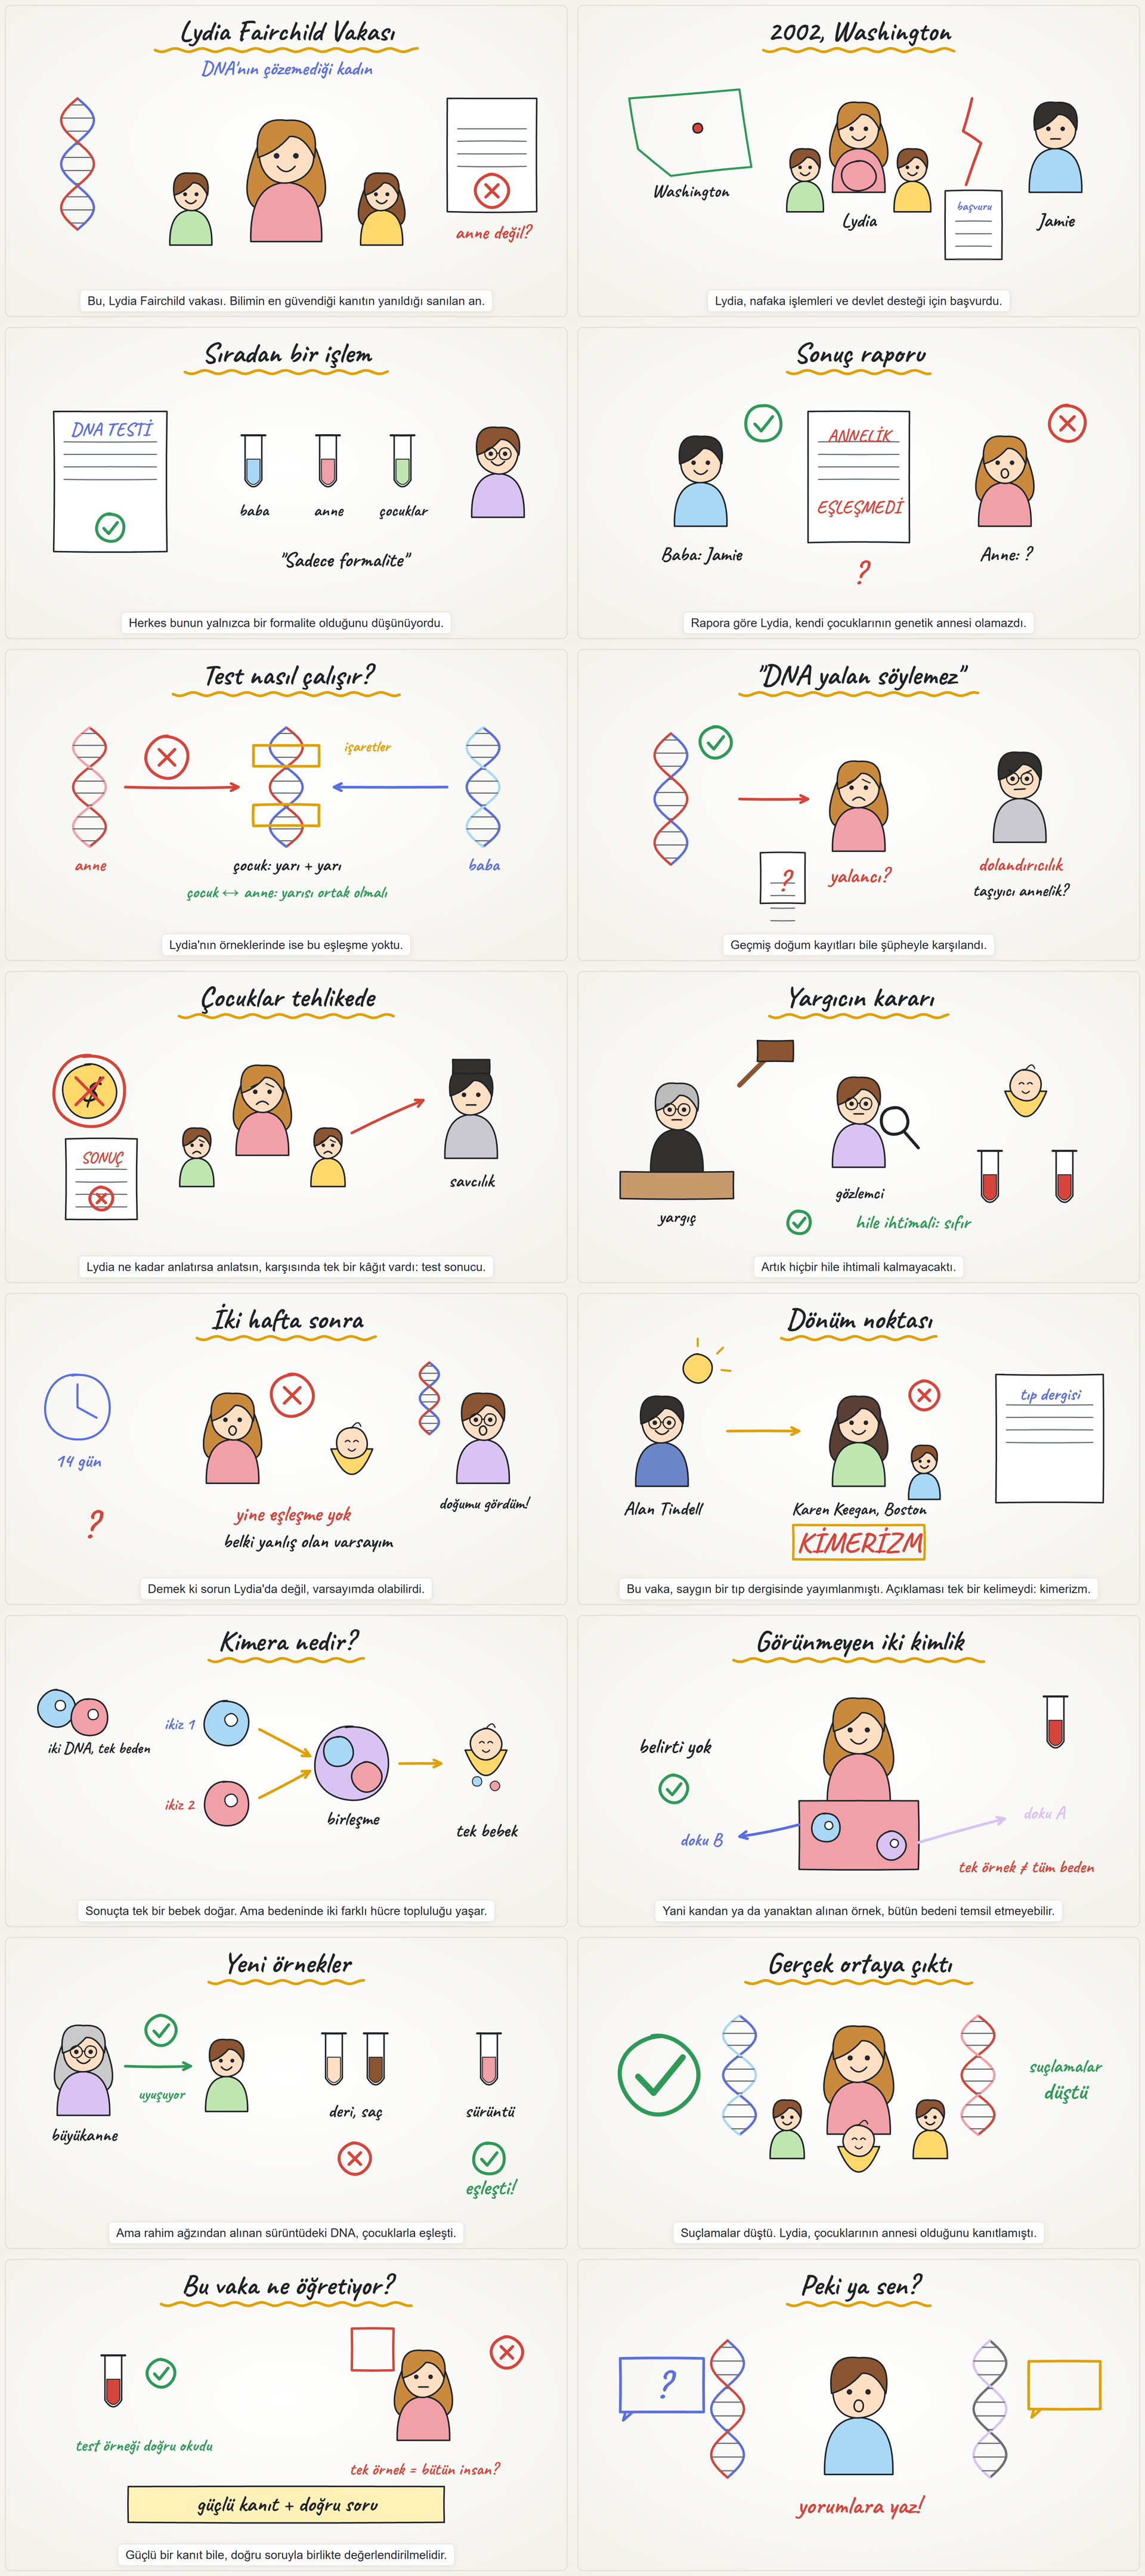 Lydia Fairchild Vakası
DNA'nın çözemediği kadın
anne değil?
Bu, Lydia Fairchild vakası. Bilimin en güvendiği kanıtın yanıldığı sanılan an.
2002, Washington
Washington
Lydia
başvuru
Jamie
Lydia, nafaka işlemleri ve devlet desteği için başvurdu.
Sıradan bir işlem
DNA TESTİ
baba
anne
çocuklar
"Sadece formalite"
Herkes bunun yalnızca bir formalite olduğunu düşünüyordu.
Sonuç raporu
ANNELİK
EŞLEŞMEDİ
Baba: Jamie
?
Anne: ?
Rapora göre Lydia, kendi çocuklarının genetik annesi olamazdı.
Test nasıl çalışır?
işaretler
anne
çocuk: yarı + yarı
baba
çocuk ↔ anne: yarısı ortak olmalı
Lydia'nın örneklerinde ise bu eşleşme yoktu.
"DNA yalan söylemez"
?
yalancı?
dolandırıcılık
taşıyıcı annelik?
Geçmiş doğum kayıtları bile şüpheyle karşılandı.
Çocuklar tehlikede
$
SONUÇ
savcılık
Lydia ne kadar anlatırsa anlatsın, karşısında tek bir kâğıt vardı: test sonucu.
Yargıcın kararı
yargıç
gözlemci
hile ihtimali: sıfır
Artık hiçbir hile ihtimali kalmayacaktı.
İki hafta sonra
14 gün
?
doğumu gördüm!
yine eşleşme yok
belki yanlış olan varsayım
Demek ki sorun Lydia'da değil, varsayımda olabilirdi.
Dönüm noktası
tıp dergisi
Alan Tindell
Karen Keegan, Boston
KİMERİZM
Bu vaka, saygın bir tıp dergisinde yayımlanmıştı. Açıklaması tek bir kelimeydi: kimerizm.
Kimera nedir?
iki DNA, tek beden
ikiz 1
ikiz 2
birleşme
tek bebek
Sonuçta tek bir bebek doğar. Ama bedeninde iki farklı hücre topluluğu yaşar.
Görünmeyen iki kimlik
belirti yok
doku B
doku A
tek örnek ≠ tüm beden
Yani kandan ya da yanaktan alınan örnek, bütün bedeni temsil etmeyebilir.
Yeni örnekler
uyuşuyor
büyükanne
deri, saç
sürüntü
eşleşti!
Ama rahim ağzından alınan sürüntüdeki DNA, çocuklarla eşleşti.
Gerçek ortaya çıktı
suçlamalar
düştü
Suçlamalar düştü. Lydia, çocuklarının annesi olduğunu kanıtlamıştı.
Bu vaka ne öğretiyor?
test örneği doğru okudu
tek örnek = bütün insan?
güçlü kanıt + doğru soru
Güçlü bir kanıt bile, doğru soruyla birlikte değerlendirilmelidir.
Peki ya sen?
?
yorumlara yaz!